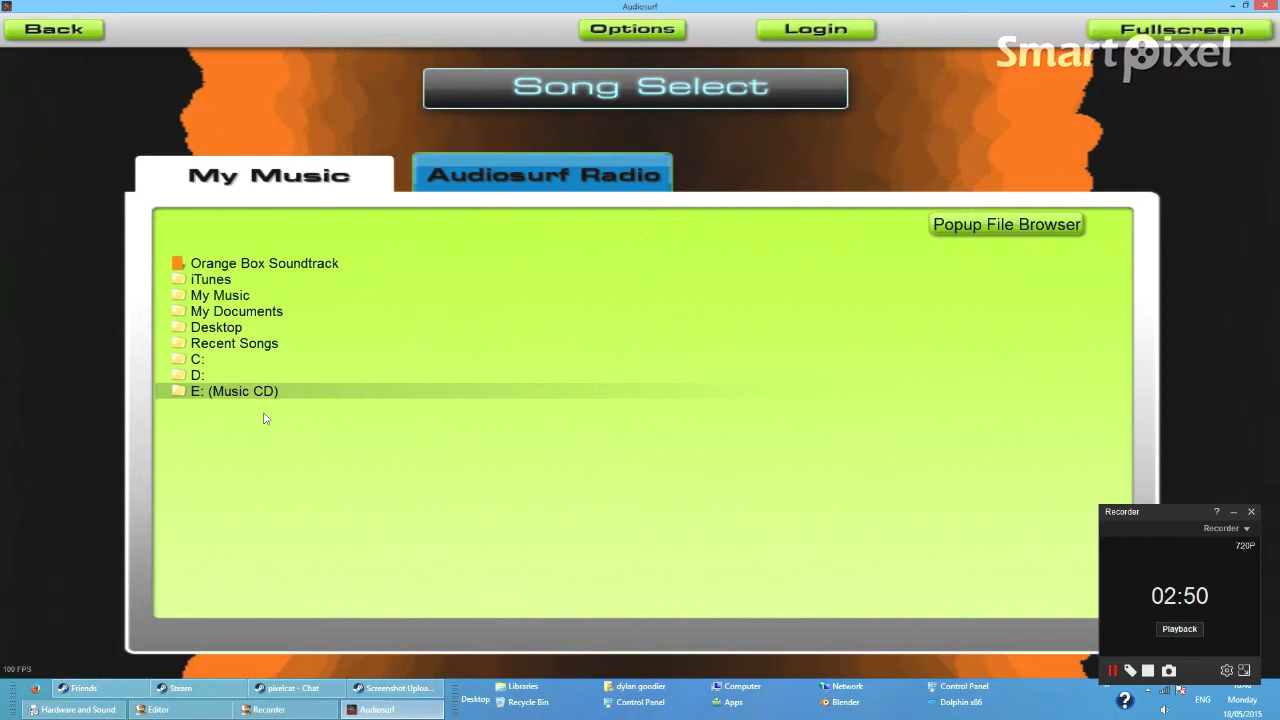 Audiosurf
Back
Options
Login
Fullscreen
SmartPixel
Song Select
My Music
Audiosurf Radio
Popup File Browser
Orange Box Soundtrack
iTunes
My Music
My Documents
Desktop
Recent Songs
C:
D:
E: (Music CD)
Recorder
Recorder
720P
02:50
Playback
100 FPS
Friends
Steam
pixelcat - Chat
Screenshot Uploa...
Desktop
Libraries
dylan goodier
Computer
Network
Control Panel
Hardware and Sound
Editor
Recorder
Audiosurf
Recycle Bin
Control Panel
Apps
Blender
Dolphin x86
ENG
Monday
18/05/2015